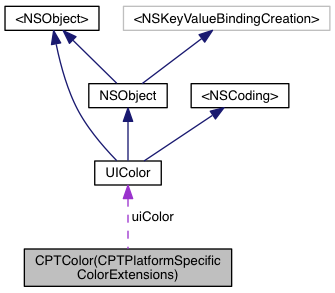 <NSObject>
<NSKeyValueBindingCreation>
NSObject
<NSCoding>
UIColor
uiColor
CPTColor(CPTPlatformSpecific
ColorExtensions)